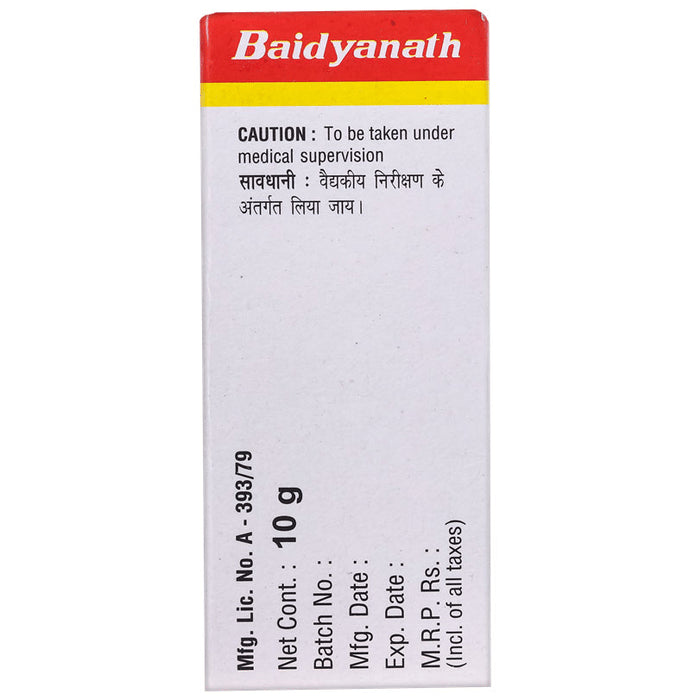 Baidyanath
CAUTION : To be taken under
medical supervision
सावधानी : वैद्यकीय निरीक्षण के
अंतर्गत लिया जाय।
Mfg. Lic. No. A - 393/79
Net Cont. : 10 g
Batch No. :
Mfg. Date :
Exp. Date :
M.R.P. Rs. :
(Incl. of all taxes)